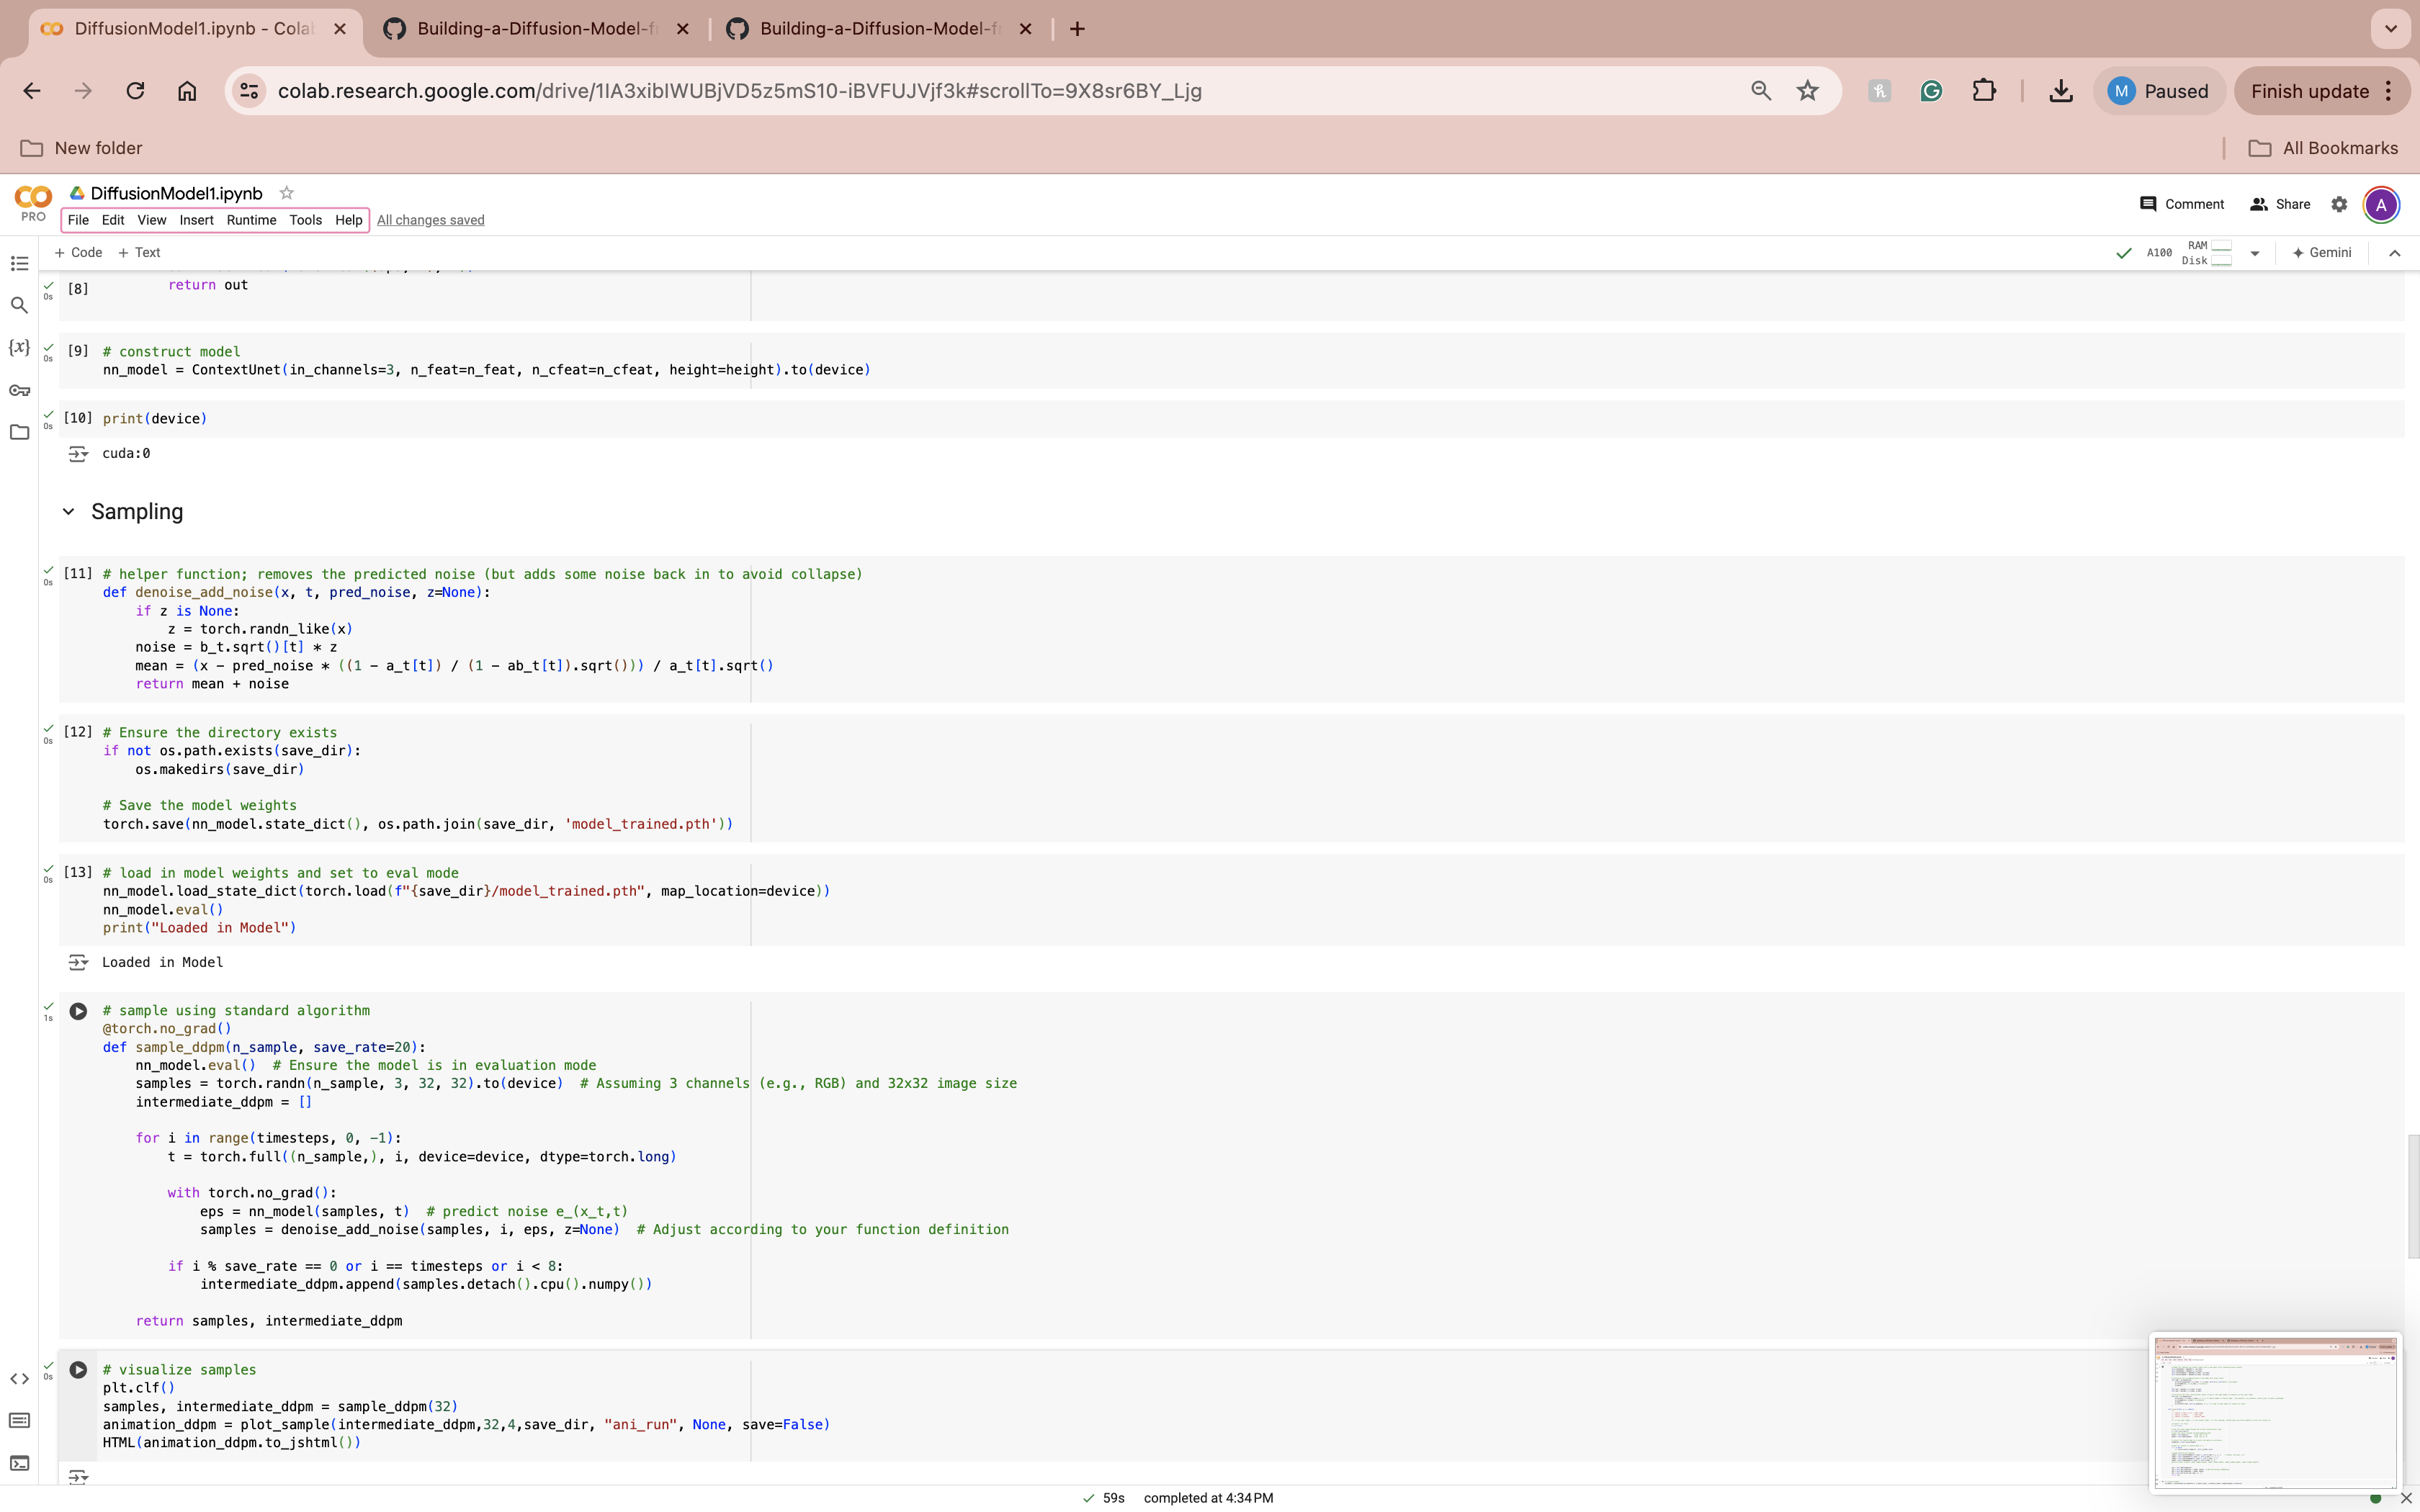 DiffusionModel1.ipynb - Cola
Building-a-Diffusion-Model-f
Building-a-Diffusion-Model-f
colab.research.google.com/drive/1IA3xibIWUBjVD5z5mS10-iBVFUJVjf3k#scrollTo=9X8sr6BY_Ljg
M Paused
Finish update
New folder
All Bookmarks
CO PRO
DiffusionModel1.ipynb
File Edit View Insert Runtime Tools Help All changes saved
Comment Share A
+ Code + Text
A100 RAM Disk Gemini
0s [8] return out
0s [9] # construct model
nn_model = ContextUnet(in_channels=3, n_feat=n_feat, n_cfeat=n_cfeat, height=height).to(device)
0s [10] print(device)
cuda:0
Sampling
0s [11] # helper function; removes the predicted noise (but adds some noise back in to avoid collapse)
def denoise_add_noise(x, t, pred_noise, z=None):
    if z is None:
        z = torch.randn_like(x)
    noise = b_t.sqrt()[t] * z
    mean = (x - pred_noise * ((1 - a_t[t]) / (1 - ab_t[t]).sqrt())) / a_t[t].sqrt()
    return mean + noise
0s [12] # Ensure the directory exists
if not os.path.exists(save_dir):
    os.makedirs(save_dir)
# Save the model weights
torch.save(nn_model.state_dict(), os.path.join(save_dir, 'model_trained.pth'))
0s [13] # load in model weights and set to eval mode
nn_model.load_state_dict(torch.load(f"{save_dir}/model_trained.pth", map_location=device))
nn_model.eval()
print("Loaded in Model")
Loaded in Model
1s # sample using standard algorithm
@torch.no_grad()
def sample_ddpm(n_sample, save_rate=20):
    nn_model.eval()  # Ensure the model is in evaluation mode
    samples = torch.randn(n_sample, 3, 32, 32).to(device)  # Assuming 3 channels (e.g., RGB) and 32x32 image size
    intermediate_ddpm = []
    for i in range(timesteps, 0, -1):
        t = torch.full((n_sample,), i, device=device, dtype=torch.long)
        with torch.no_grad():
            eps = nn_model(samples, t)  # predict noise e_(x_t,t)
            samples = denoise_add_noise(samples, i, eps, z=None)  # Adjust according to your function definition
        if i % save_rate == 0 or i == timesteps or i < 8:
            intermediate_ddpm.append(samples.detach().cpu().numpy())
    return samples, intermediate_ddpm
0s # visualize samples
plt.clf()
samples, intermediate_ddpm = sample_ddpm(32)
animation_ddpm = plot_sample(intermediate_ddpm,32,4,save_dir, "ani_run", None, save=False)
HTML(animation_ddpm.to_jshtml())
59s completed at 4:34 PM